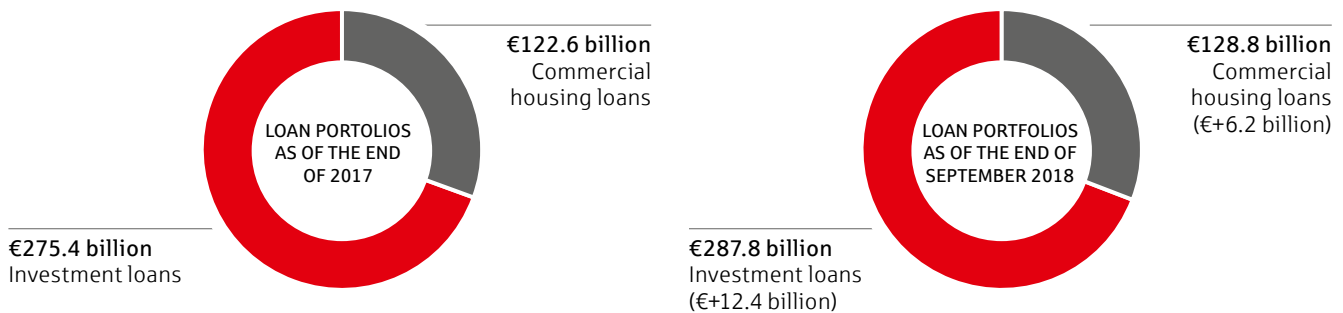 €122.6 billion
Commercial
housing loans
LOAN PORTOLIOS
AS OF THE END
OF 2017
€275.4 billion
Investment loans
€128.8 billion
Commercial
housing loans
(€+6.2 billion)
LOAN PORTFOLIOS
AS OF THE END OF
SEPTEMBER 2018
€287.8 billion
Investment loans
(€+12.4 billion)